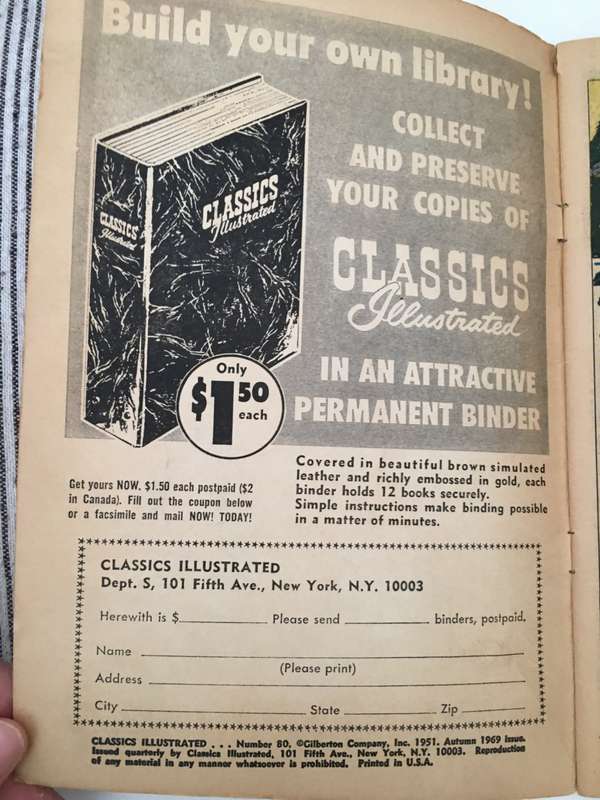 Build your own library!
COLLECT
AND PRESERVE
YOUR COPIES OF
CLASSICS
Illustrated
IN AN ATTRACTIVE
PERMANENT BINDER
CLASSICS
Illustrated
CLASSICS
Illustrated
Only
$1.50
each
Get yours NOW. $1.50 each postpaid ($2
in Canada). Fill out the coupon below
or a facsimile and mail NOW! TODAY!
Covered in beautiful brown simulated
leather and richly embossed in gold, each
binder holds 12 books securely.
Simple instructions make binding possible
in a matter of minutes.
CLASSICS ILLUSTRATED
Dept. S, 101 Fifth Ave., New York, N.Y. 10003
Herewith is $ Please send binders, postpaid.
Name
(Please print)
Address
City State Zip
CLASSICS ILLUSTRATED . . . Number 80. ©Gilberton Company, Inc. 1951. Autumn 1969 issue.
Issued quarterly by Classics Illustrated, 101 Fifth Ave., New York, N.Y. 10003. Reproduction
of any material in any manner whatsoever is prohibited. Printed in U.S.A.